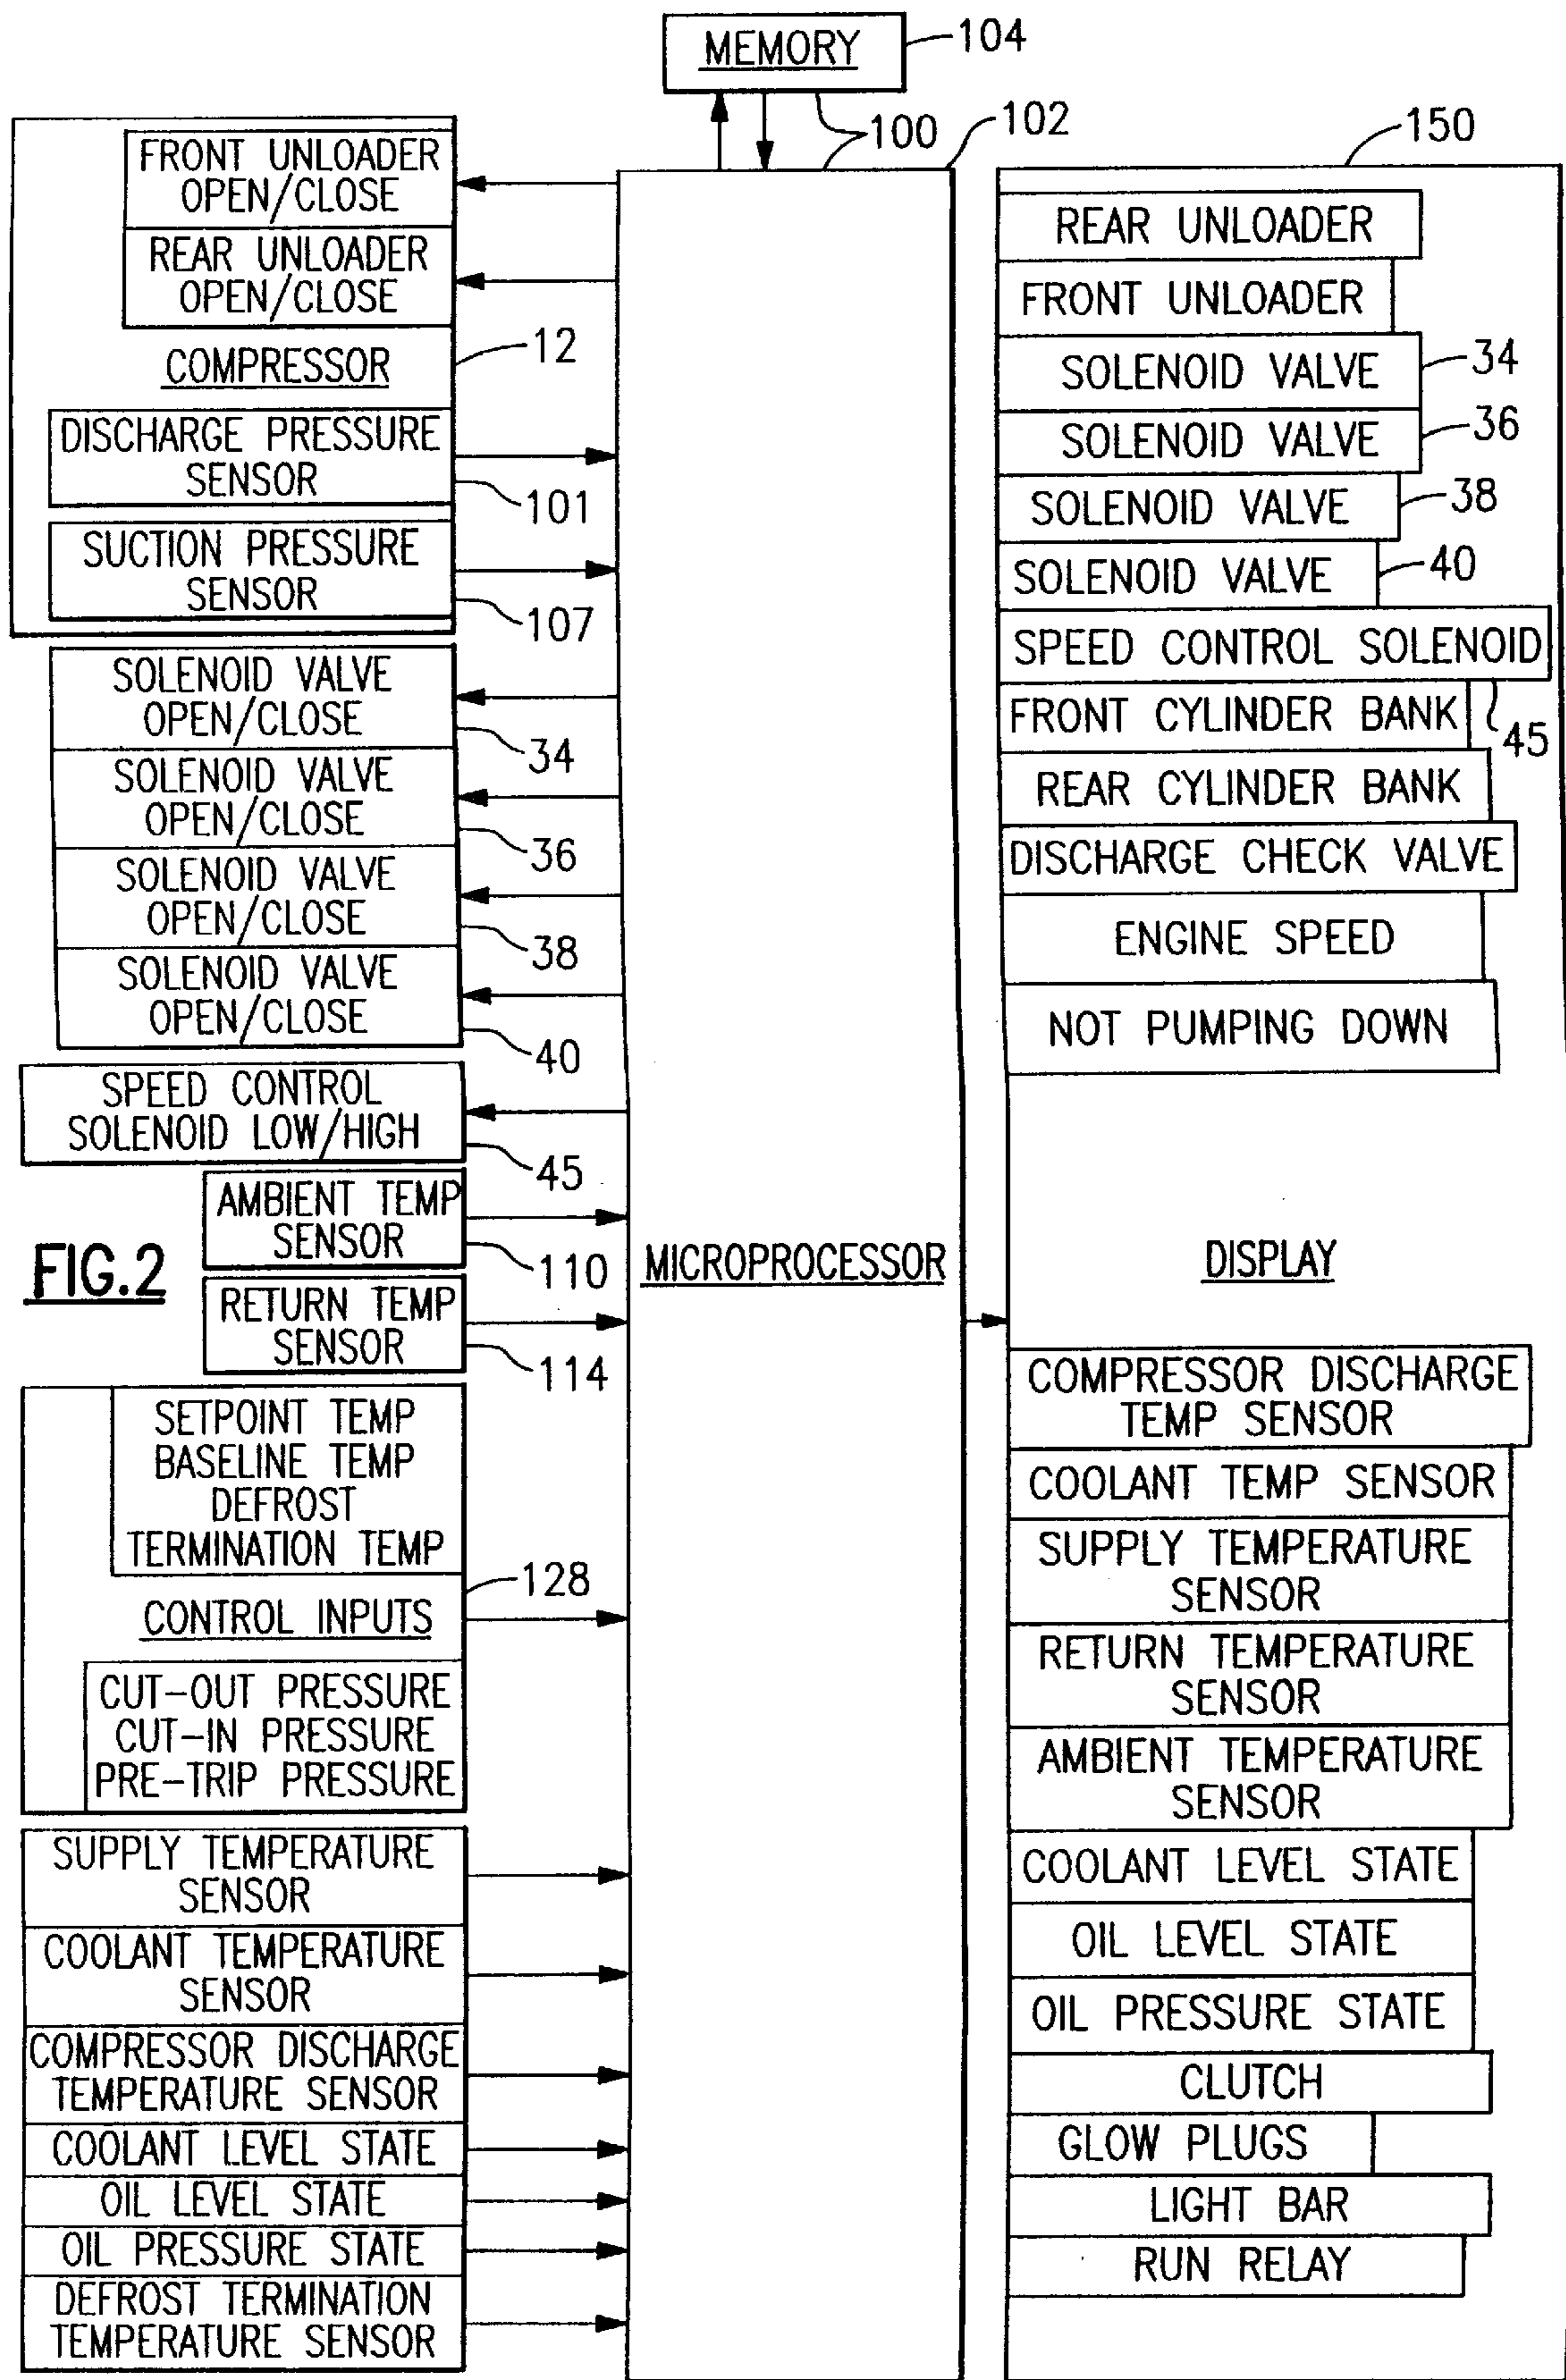 MEMORY
104
100
102
FRONT UNLOADER
OPEN/CLOSE
REAR UNLOADER
OPEN/CLOSE
COMPRESSOR
12
DISCHARGE PRESSURE
SENSOR
101
SUCTION PRESSURE
SENSOR
107
SOLENOID VALVE
OPEN/CLOSE
34
SOLENOID VALVE
OPEN/CLOSE
36
SOLENOID VALVE
OPEN/CLOSE
38
SOLENOID VALVE
OPEN/CLOSE
40
SPEED CONTROL
SOLENOID LOW/HIGH
45
AMBIENT TEMP
SENSOR
110
FIG.2
RETURN TEMP
SENSOR
114
SETPOINT TEMP
BASELINE TEMP
DEFROST
TERMINATION TEMP
128
CONTROL INPUTS
CUT-OUT PRESSURE
CUT-IN PRESSURE
PRE-TRIP PRESSURE
SUPPLY TEMPERATURE
SENSOR
COOLANT TEMPERATURE
SENSOR
COMPRESSOR DISCHARGE
TEMPERATURE SENSOR
COOLANT LEVEL STATE
OIL LEVEL STATE
OIL PRESSURE STATE
DEFROST TERMINATION
TEMPERATURE SENSOR
MICROPROCESSOR
150
REAR UNLOADER
FRONT UNLOADER
SOLENOID VALVE
34
SOLENOID VALVE
36
SOLENOID VALVE
38
SOLENOID VALVE
40
SPEED CONTROL SOLENOID
45
FRONT CYLINDER BANK
REAR CYLINDER BANK
DISCHARGE CHECK VALVE
ENGINE SPEED
NOT PUMPING DOWN
DISPLAY
COMPRESSOR DISCHARGE
TEMP SENSOR
COOLANT TEMP SENSOR
SUPPLY TEMPERATURE
SENSOR
RETURN TEMPERATURE
SENSOR
AMBIENT TEMPERATURE
SENSOR
COOLANT LEVEL STATE
OIL LEVEL STATE
OIL PRESSURE STATE
CLUTCH
GLOW PLUGS
LIGHT BAR
RUN RELAY